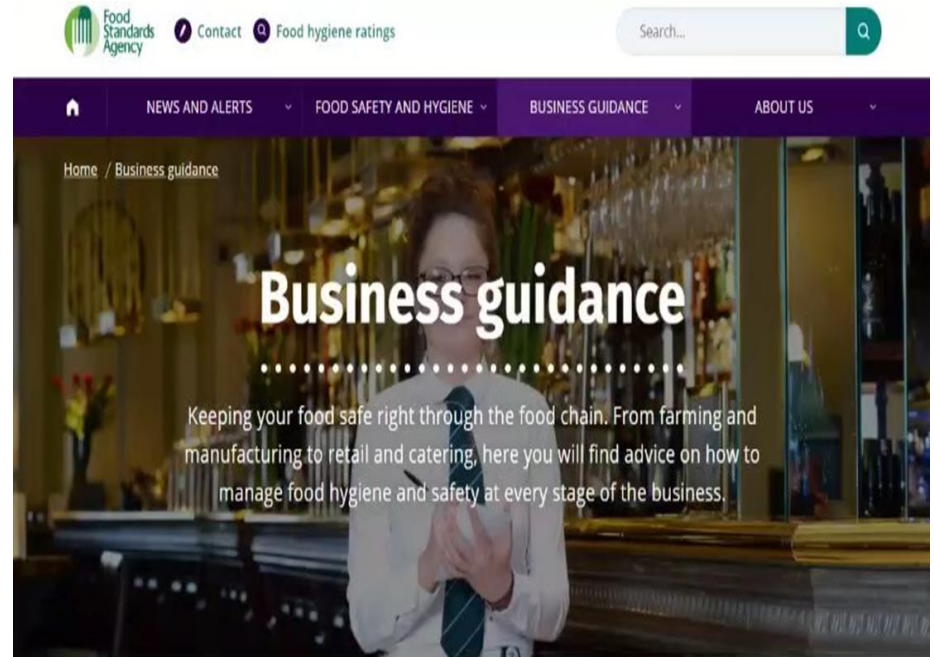 Food
Standards
Agency
Contact
Food hygiene ratings
Search...
NEWS AND ALERTS
FOOD SAFETY AND HYGIENE
BUSINESS GUIDANCE
ABOUT US
Home / Business guidance
Business guidance
Keeping your food safe right through the food chain. From farming and
manufacturing to retail and catering, here you will find advice on how to
manage food hygiene and safety at every stage of the business.